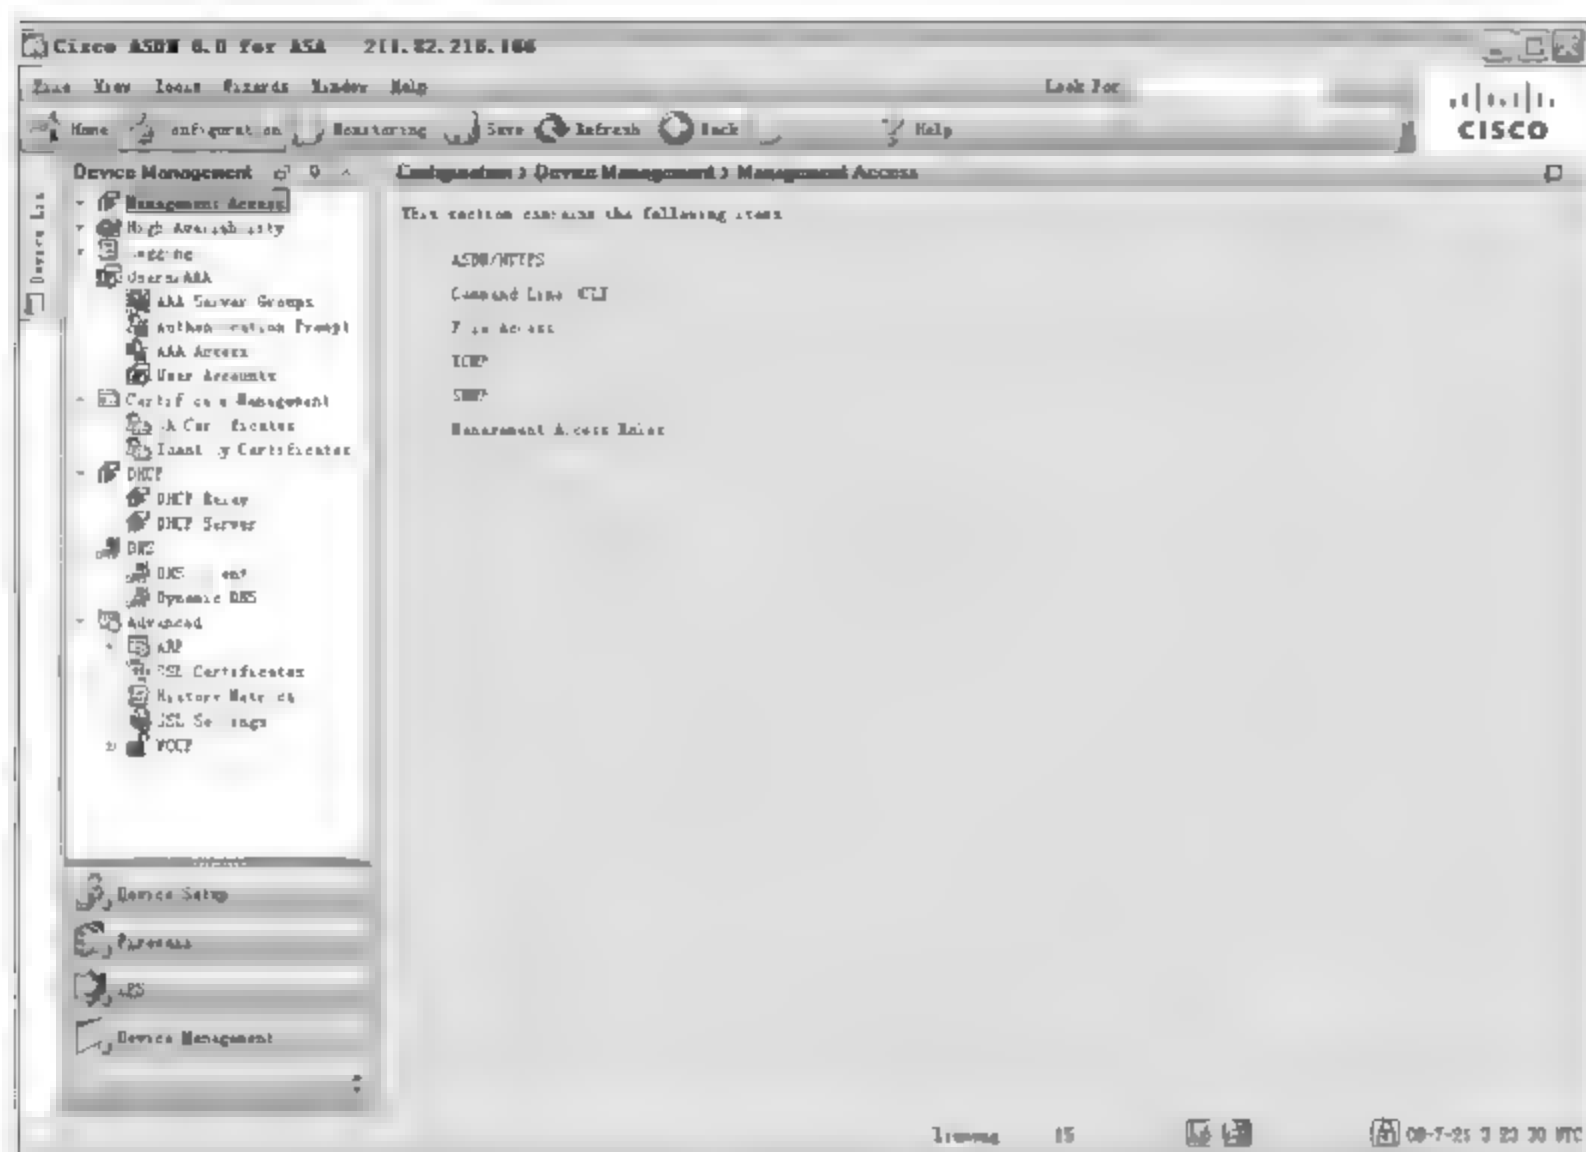 Cisco ASDM 6.0 for ASA
File View Tools Wizards Window Help Look For
Home Configuration Monitoring Save Refresh Back Help
CISCO
Device List
Device Management
Configuration > Device Management > Management Access
Management Access
High Availability
Logging
Users/AAA
AAA Server Groups
Authentication Prompt
AAA Access
User Accounts
Certificate Management
CA Certificates
Identity Certificates
DHCP
DHCP Relay
DHCP Server
DNS
DNS Client
Dynamic DNS
Advanced
ARP
SSL Certificates
History Metrics
SSL Settings
WCCP
This section contains the following items
ASDM/HTTPS
Command Line (CLI)
File Access
ICMP
SNMP
Management Access Rules
Device Setup
Firewall
IPS
Device Management
15